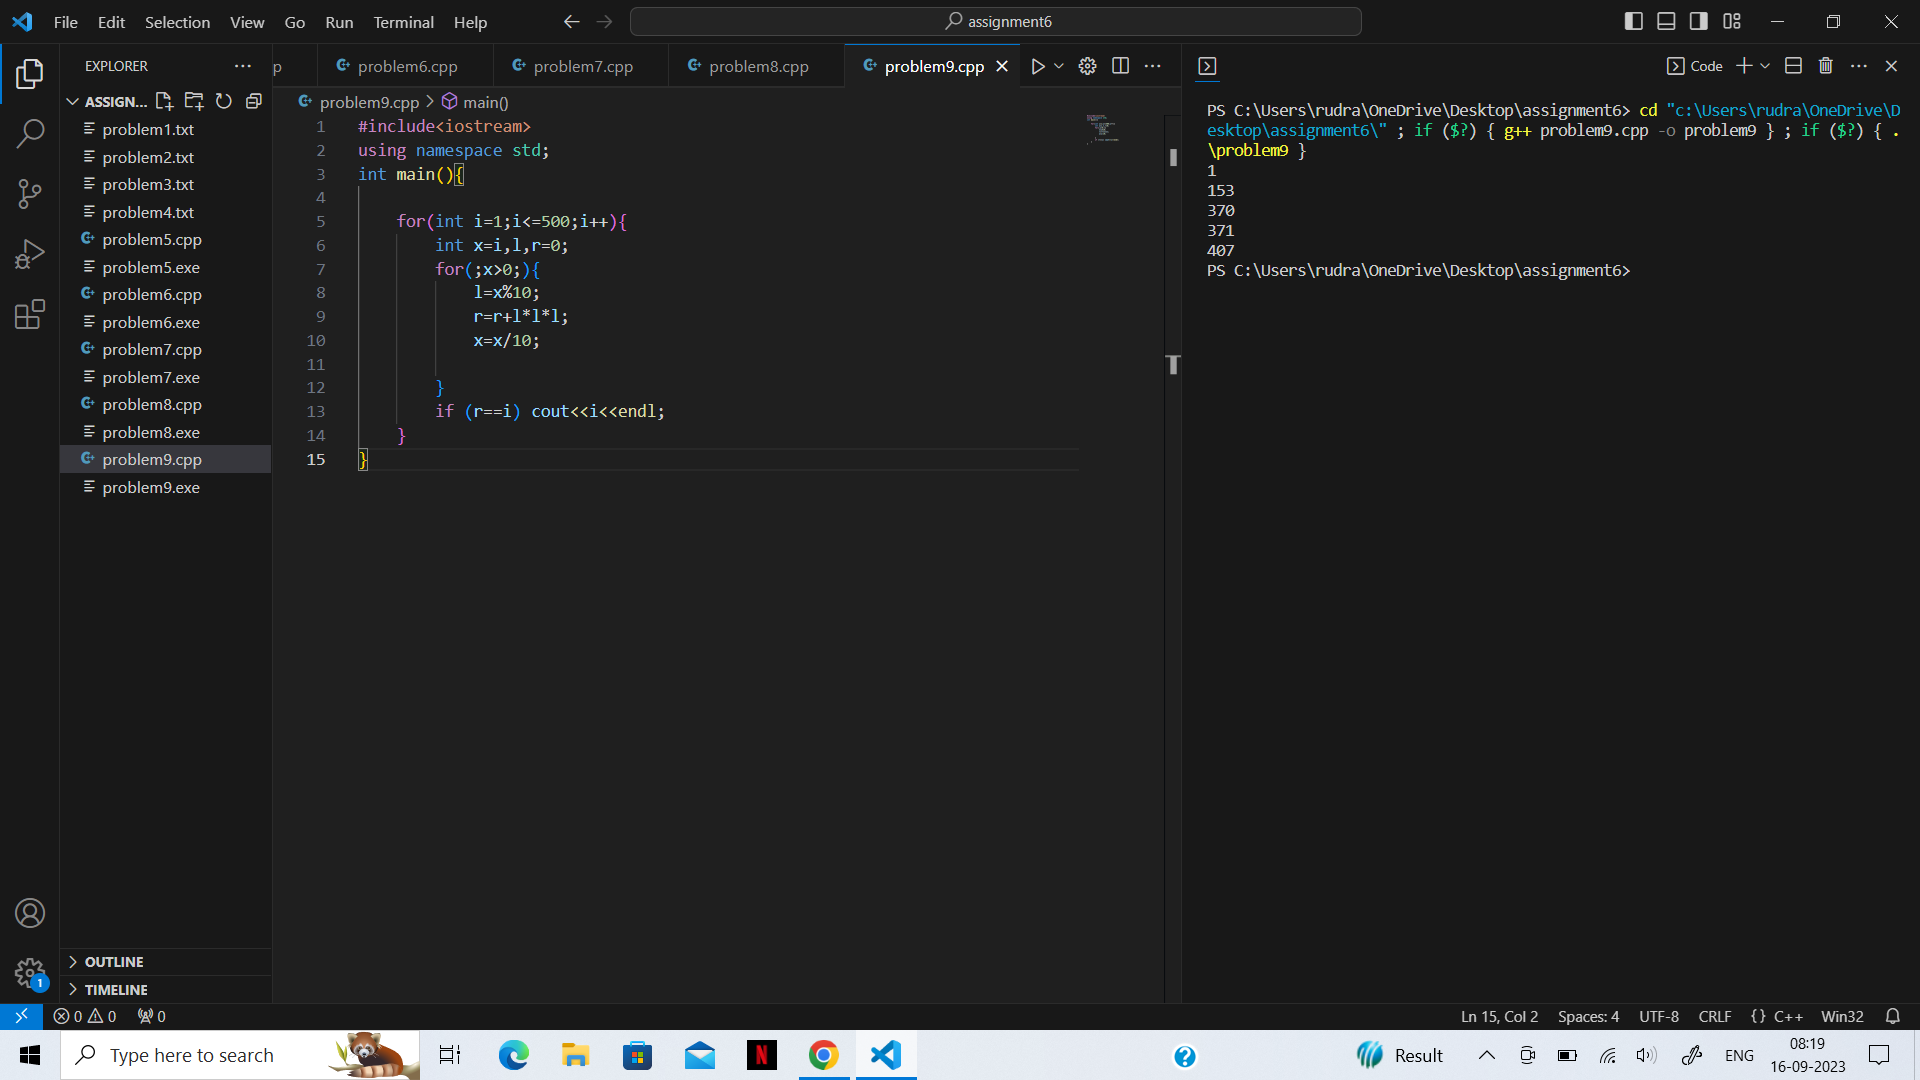 File Edit Selection View Go Run Terminal Help
assignment6
EXPLORER
ASSIGN...
problem1.txt
problem2.txt
problem3.txt
problem4.txt
problem5.cpp
problem5.exe
problem6.cpp
problem6.exe
problem7.cpp
problem7.exe
problem8.cpp
problem8.exe
problem9.cpp
problem9.exe
OUTLINE
TIMELINE
p problem6.cpp problem7.cpp problem8.cpp problem9.cpp
problem9.cpp > main()
1 #include<iostream>
2 using namespace std;
3 int main(){
4
5 for(int i=1;i<=500;i++){
6 int x=i,l,r=0;
7 for(;x>0;){
8 l=x%10;
9 r=r+l*l*l;
10 x=x/10;
11
12 }
13 if (r==i) cout<<i<<endl;
14 }
15 }
Code
PS C:\Users\rudra\OneDrive\Desktop\assignment6> cd "c:\Users\rudra\OneDrive\D
esktop\assignment6\" ; if ($?) { g++ problem9.cpp -o problem9 } ; if ($?) { .
\problem9 }
1
153
370
371
407
PS C:\Users\rudra\OneDrive\Desktop\assignment6>
1
0 0 0 Ln 15, Col 2 Spaces: 4 UTF-8 CRLF {} C++ Win32
Type here to search
N
Result
ENG
08:19
16-09-2023